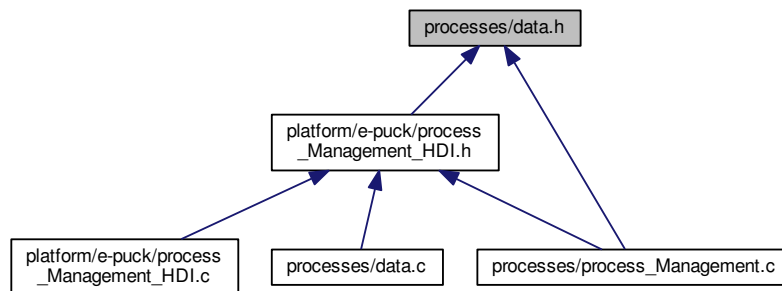 processes/data.h
platform/e-puck/process
_Management_HDI.h
platform/e-puck/process
_Management_HDI.c
processes/data.c
processes/process_Management.c